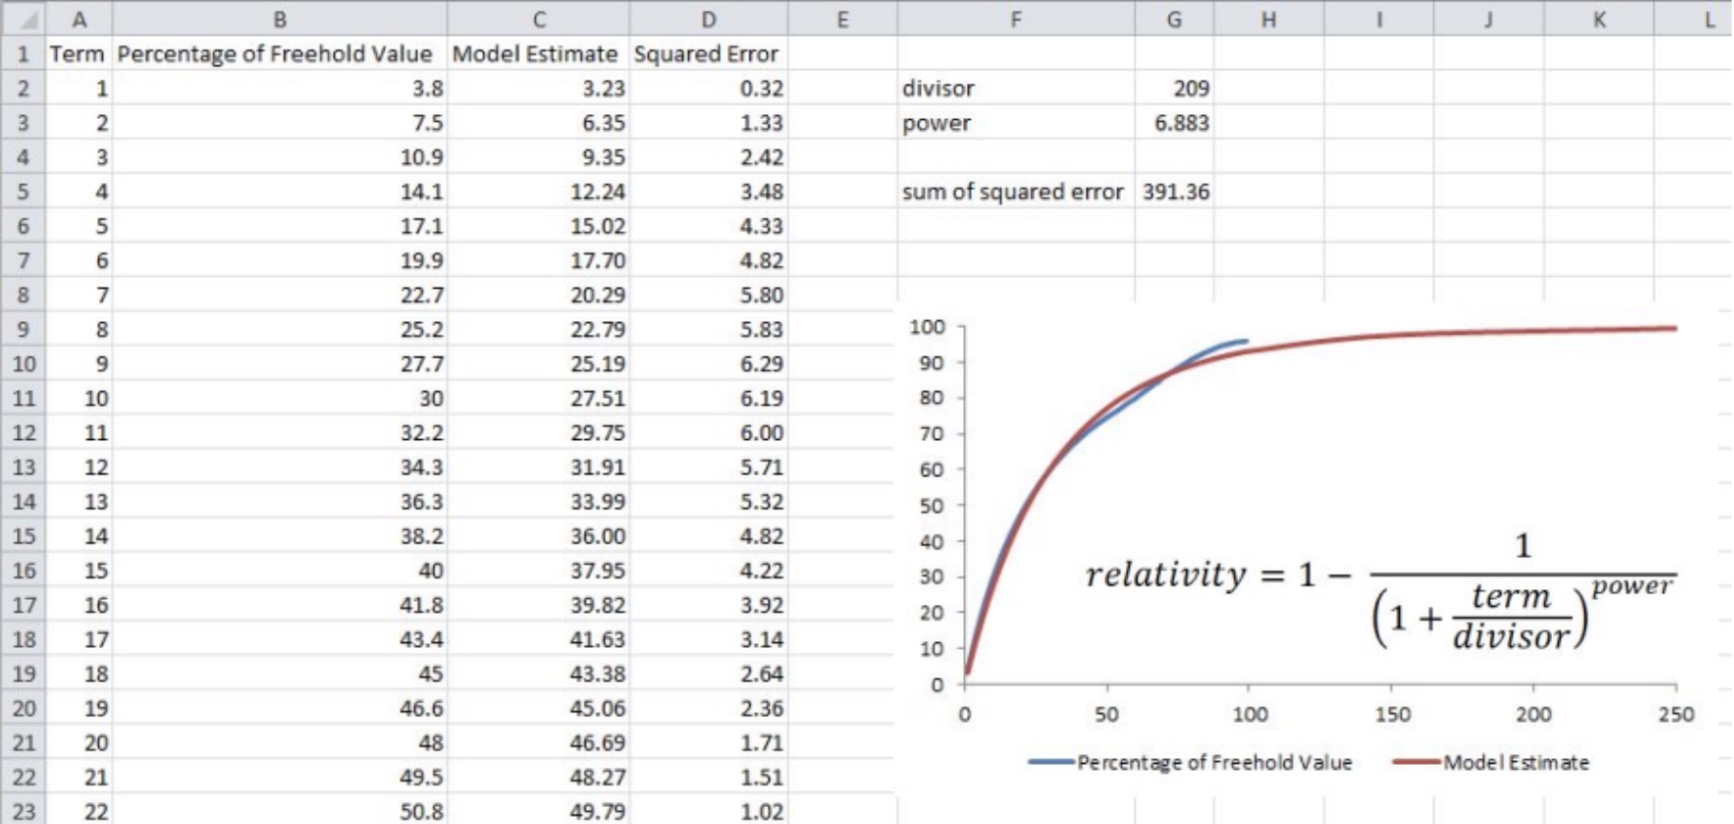 A B C D E F G H I J K L
1 Term Percentage of Freehold Value Model Estimate Squared Error
2 1 3.8 3.23 0.32 divisor 209
3 2 7.5 6.35 1.33 power 6.883
4 3 10.9 9.35 2.42
5 4 14.1 12.24 3.48 sum of squared error 391.36
6 5 17.1 15.02 4.33
7 6 19.9 17.70 4.82
8 7 22.7 20.29 5.80
9 8 25.2 22.79 5.83
10 9 27.7 25.19 6.29
11 10 30 27.51 6.19
12 11 32.2 29.75 6.00
13 12 34.3 31.91 5.71
14 13 36.3 33.99 5.32
15 14 38.2 36.00 4.82
16 15 40 37.95 4.22
17 16 41.8 39.82 3.92
18 17 43.4 41.63 3.14
19 18 45 43.38 2.64
20 19 46.6 45.06 2.36
21 20 48 46.69 1.71
22 21 49.5 48.27 1.51
23 22 50.8 49.79 1.02
100
90
80
70
60
50
40
30
20
10
0
0 50 100 150 200 250
relativity = 1 − 1 / (1 + term / divisor)^power
Percentage of Freehold Value Model Estimate